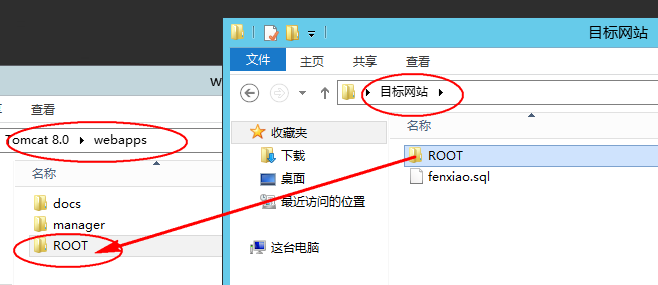 查看
Tomcat 8.0 webapps
名称
docs
manager
ROOT
目标网站
文件 主页 共享 查看
目标网站
收藏夹
下载
桌面
最近访问的位置
这台电脑
名称
ROOT
fenxiao.sql